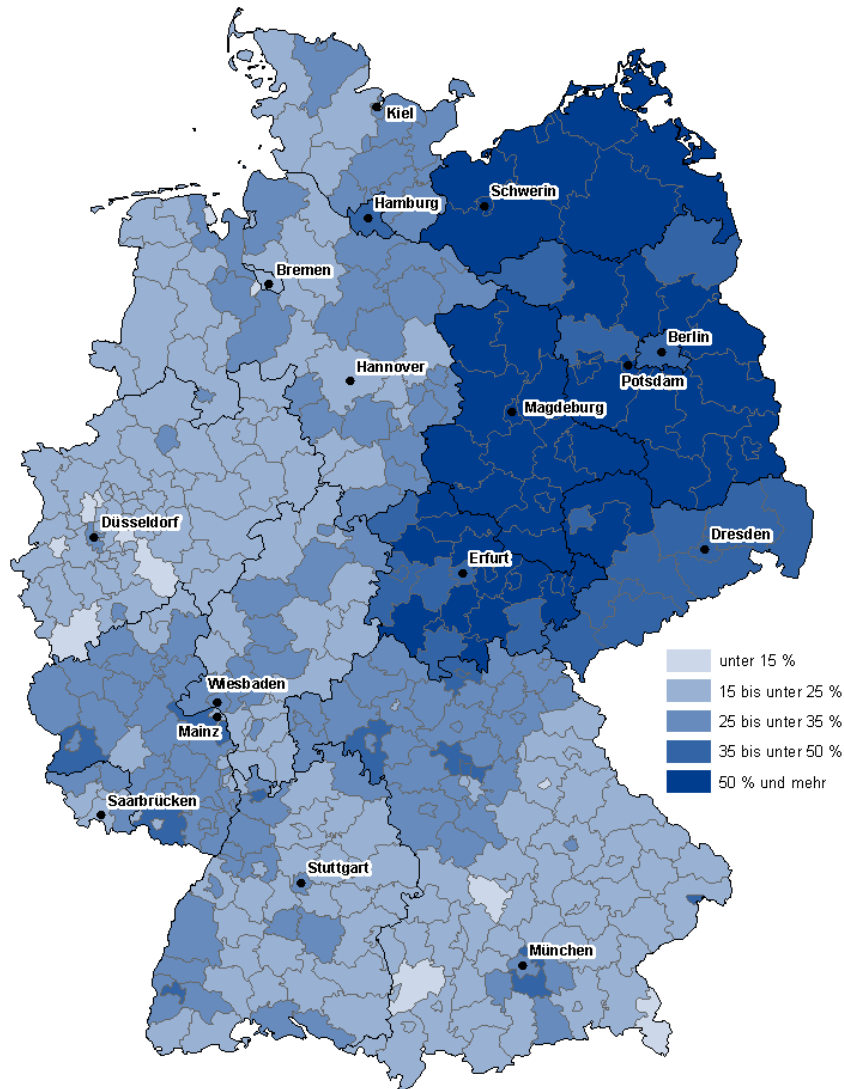 Kiel
Schwerin
Hamburg
Bremen
Berlin
Hannover
Potsdam
Magdeburg
Düsseldorf
Dresden
Erfurt
unter 15 %
15 bis unter 25 %
25 bis unter 35 %
35 bis unter 50 %
50 % und mehr
Wiesbaden
Mainz
Saarbrücken
Stuttgart
München